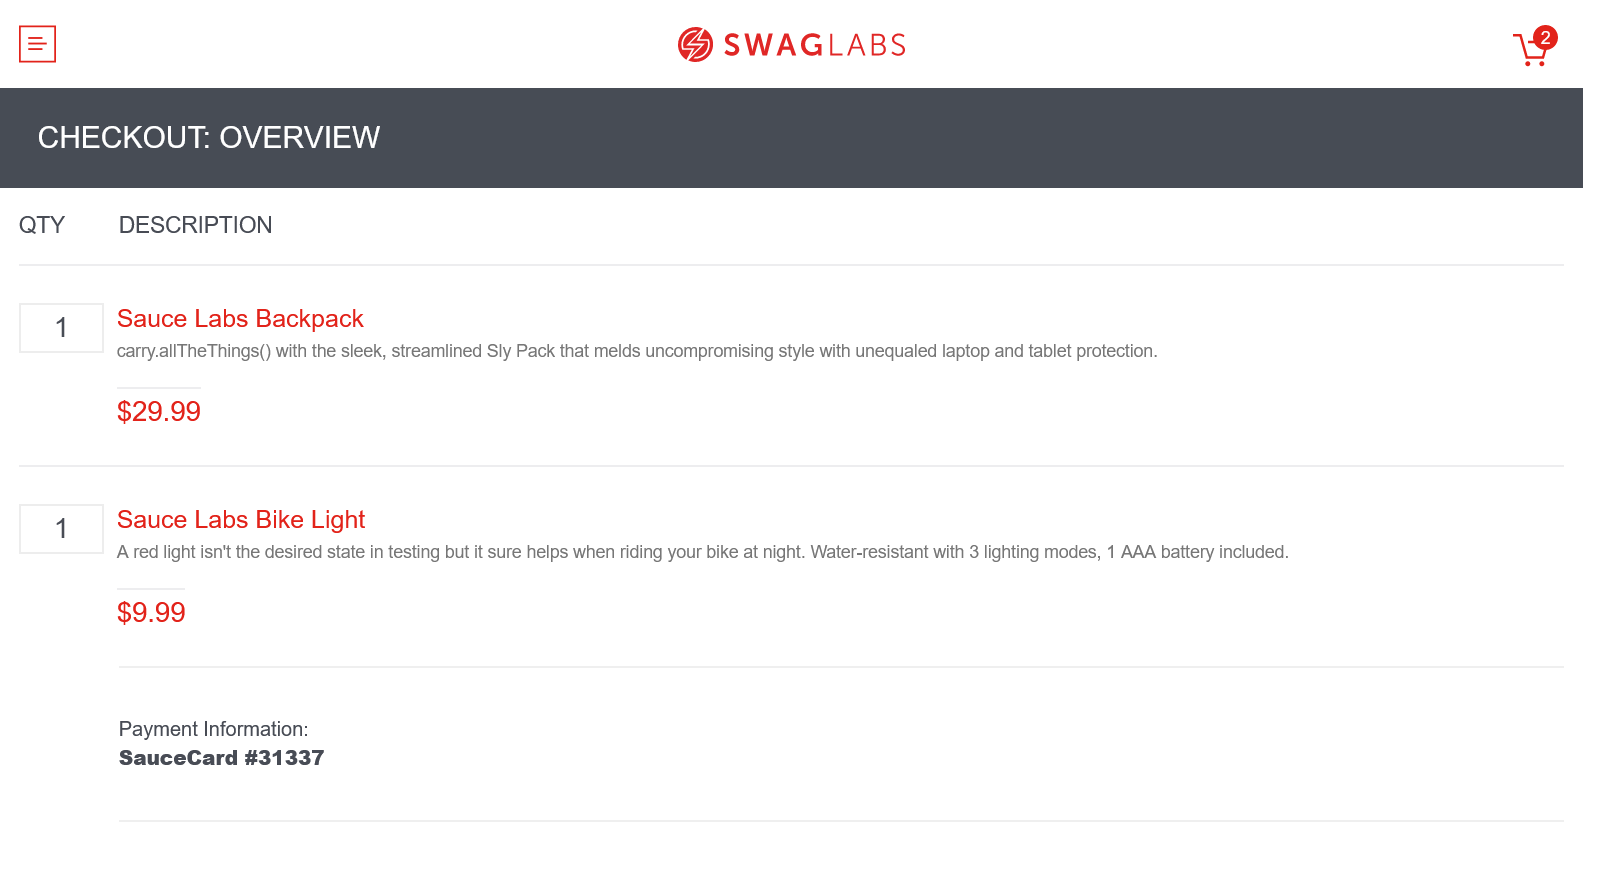 SWAGLABS
2
CHECKOUT: OVERVIEW
QTY DESCRIPTION
1
Sauce Labs Backpack
carry.allTheThings() with the sleek, streamlined Sly Pack that melds uncompromising style with unequaled laptop and tablet protection.
$29.99
1
Sauce Labs Bike Light
A red light isn't the desired state in testing but it sure helps when riding your bike at night. Water-resistant with 3 lighting modes, 1 AAA battery included.
$9.99
Payment Information:
SauceCard #31337